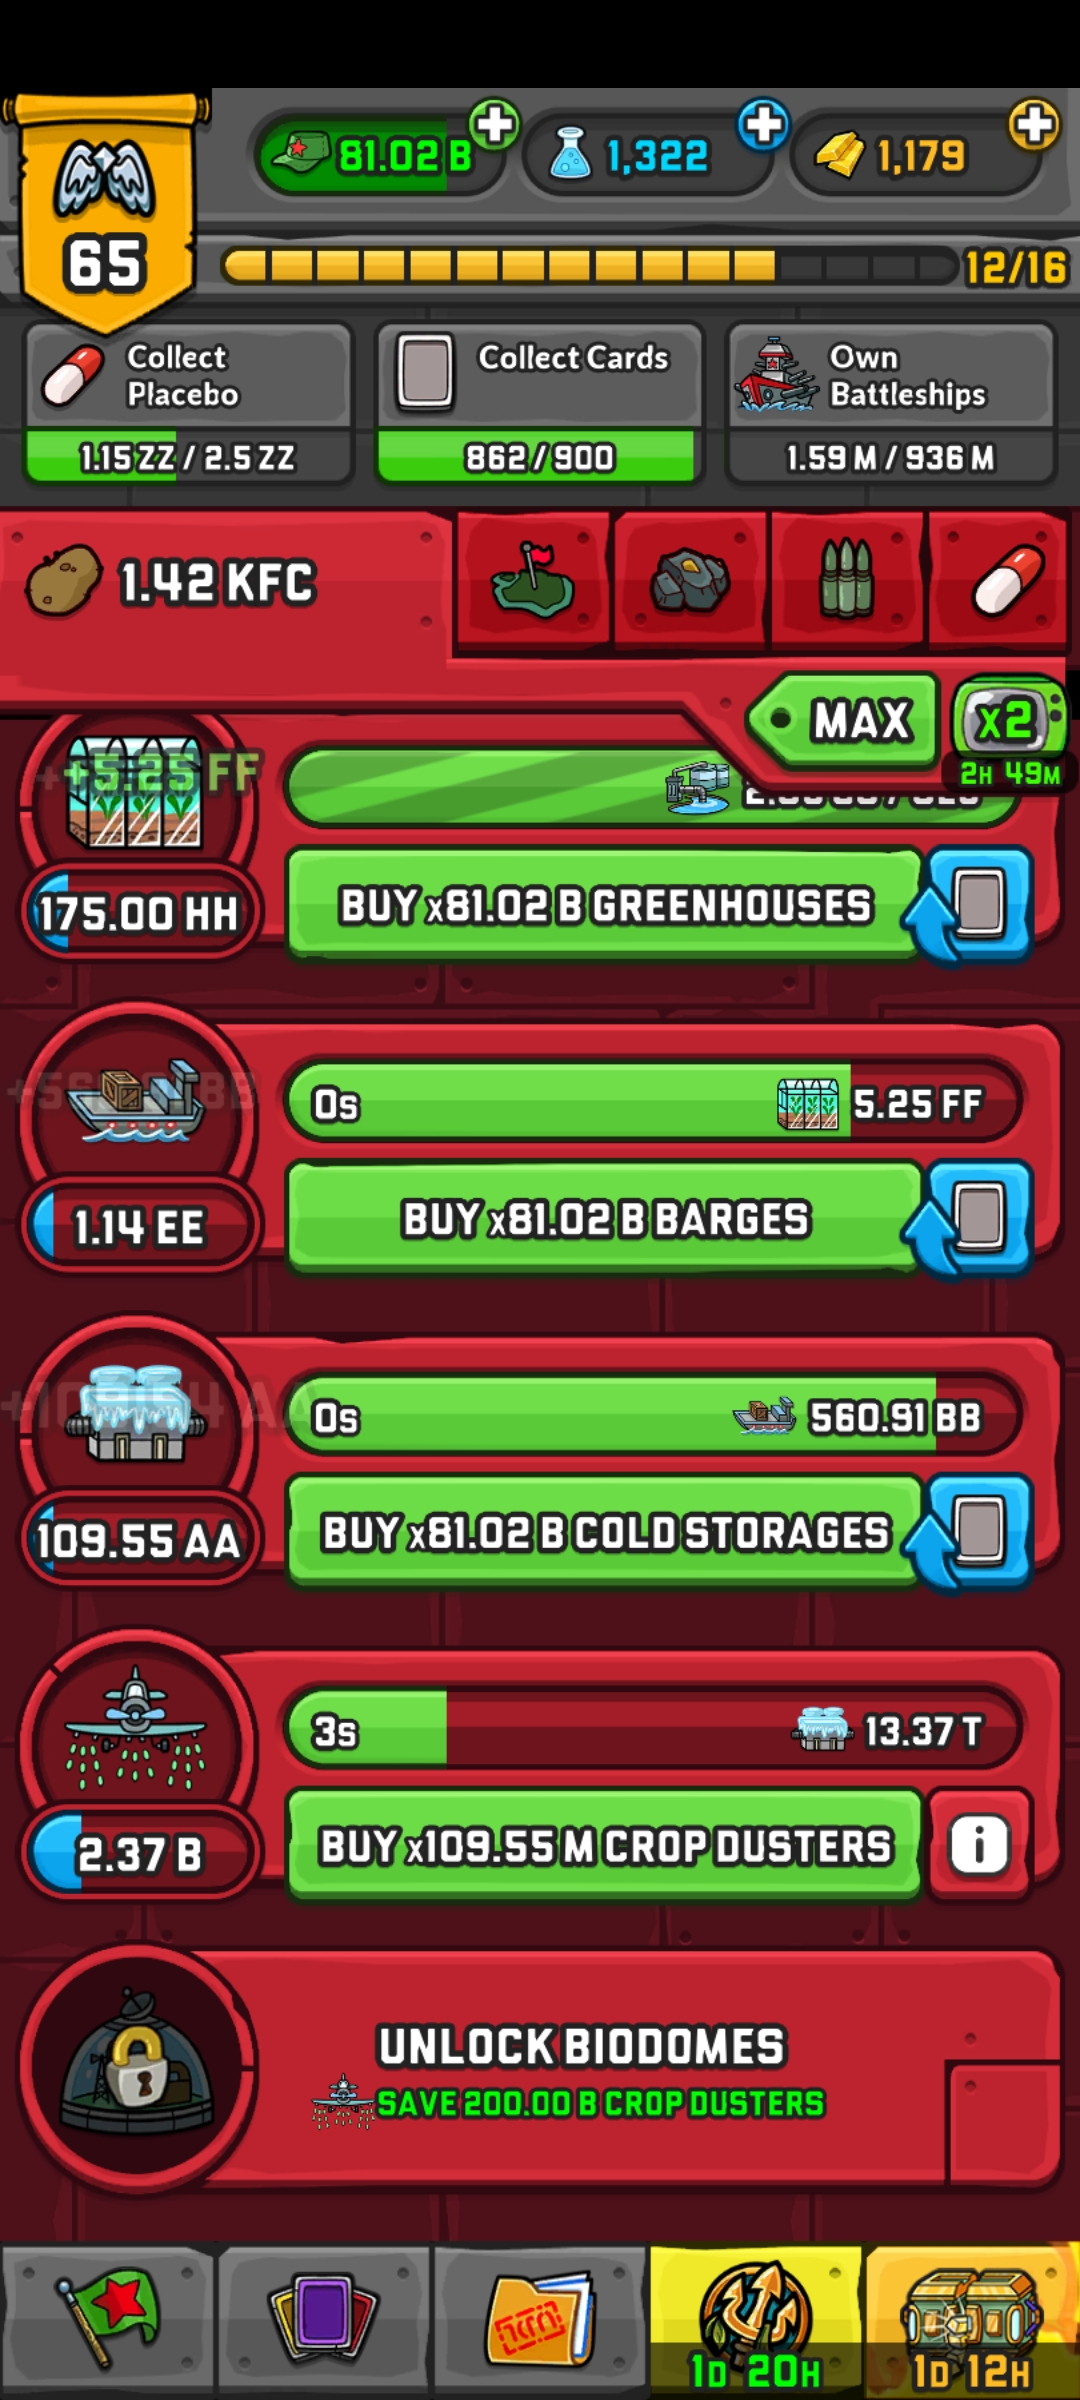 81.02 B
1,322
1,179
65
12/16
Collect
Placebo
1.15 ZZ / 2.5 ZZ
Collect Cards
862/900
Own
Battleships
1.59 M / 936 M
1.42 KFC
MAX
x2
2H 49M
+5.25 FF
175.00 HH
BUY x81.02 B GREENHOUSES
0s
5.25 FF
1.14 EE
BUY x81.02 B BARGES
0s
560.91 BB
109.55 AA
BUY x81.02 B COLD STORAGES
3s
13.37 T
2.37 B
BUY x109.55 M CROP DUSTERS
i
UNLOCK BIODOMES
SAVE 200.00 B CROP DUSTERS
1D 20H
1D 12H